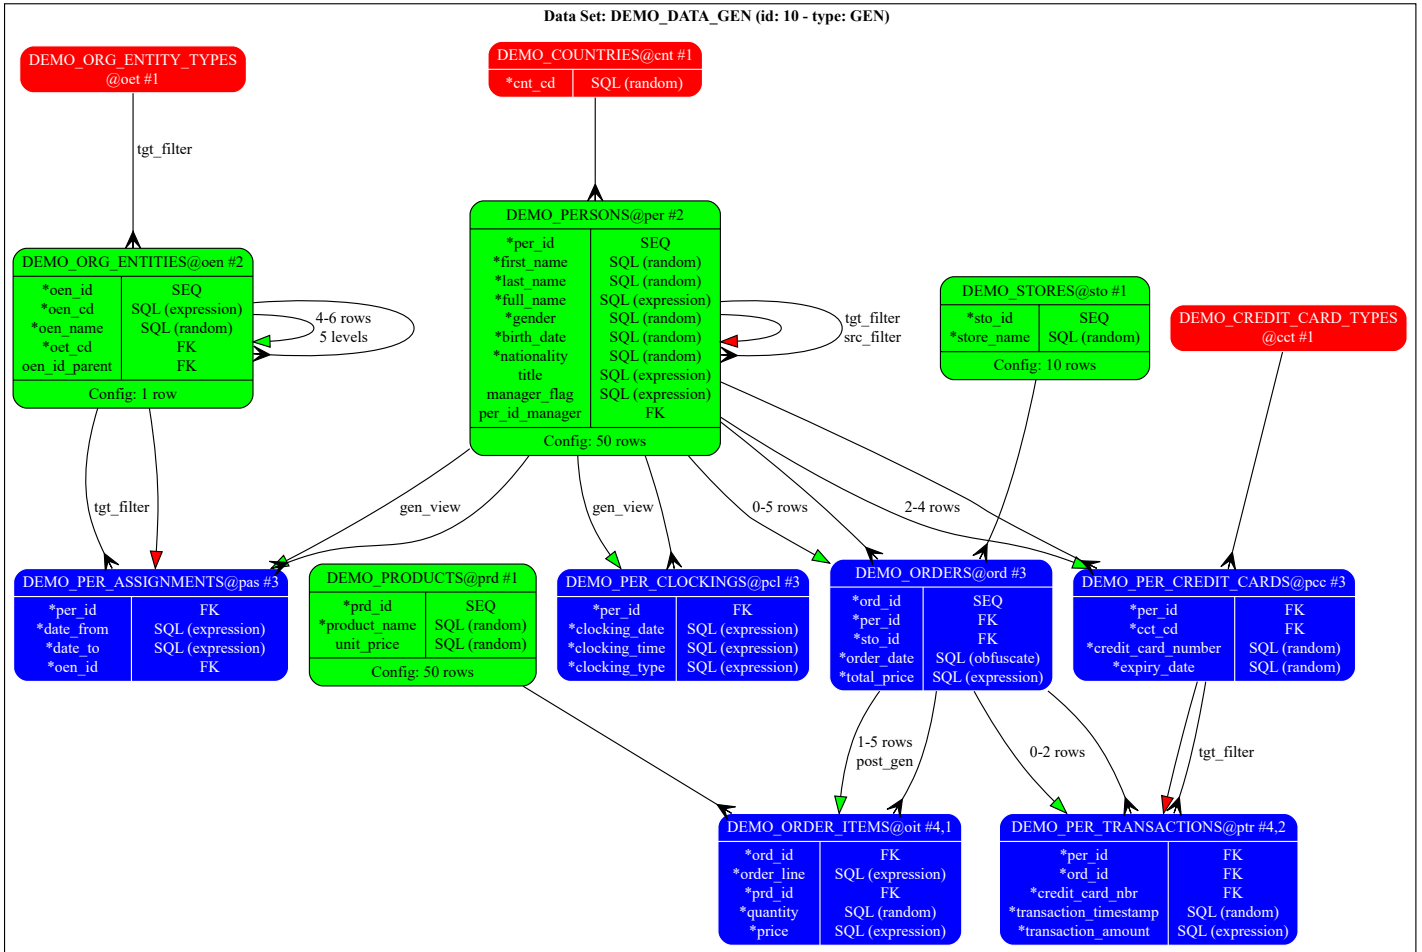 Data Set: DEMO_DATA_GEN (id: 10 - type: GEN)
DEMO_ORG_ENTITY_TYPES
@oet #1
DEMO_COUNTRIES@cnt #1
*cnt_cd SQL (random)
tgt_filter
DEMO_PERSONS@per #2
*per_id SEQ
*first_name SQL (random)
*last_name SQL (random)
*full_name SQL (expression)
*gender SQL (random)
*birth_date SQL (random)
*nationality SQL (random)
title SQL (expression)
manager_flag SQL (expression)
per_id_manager FK
Config: 50 rows
tgt_filter
src_filter
DEMO_ORG_ENTITIES@oen #2
*oen_id SEQ
*oen_cd SQL (expression)
*oen_name SQL (random)
*oet_cd FK
oen_id_parent FK
Config: 1 row
4-6 rows
5 levels
DEMO_STORES@sto #1
*sto_id SEQ
*store_name SQL (random)
Config: 10 rows
DEMO_CREDIT_CARD_TYPES
@cct #1
tgt_filter
gen_view
gen_view
0-5 rows
2-4 rows
DEMO_PER_ASSIGNMENTS@pas #3
*per_id FK
*date_from SQL (expression)
*date_to SQL (expression)
*oen_id FK
DEMO_PRODUCTS@prd #1
*prd_id SEQ
*product_name SQL (random)
unit_price SQL (random)
Config: 50 rows
DEMO_PER_CLOCKINGS@pcl #3
*per_id FK
*clocking_date SQL (expression)
*clocking_time SQL (expression)
*clocking_type SQL (expression)
DEMO_ORDERS@ord #3
*ord_id SEQ
*per_id FK
*sto_id FK
*order_date SQL (obfuscate)
*total_price SQL (expression)
DEMO_PER_CREDIT_CARDS@pcc #3
*per_id FK
*cct_cd FK
*credit_card_number SQL (random)
*expiry_date SQL (random)
1-5 rows
post_gen
0-2 rows
tgt_filter
DEMO_ORDER_ITEMS@oit #4,1
*ord_id FK
*order_line SQL (expression)
*prd_id FK
*quantity SQL (random)
*price SQL (expression)
DEMO_PER_TRANSACTIONS@ptr #4,2
*per_id FK
*ord_id FK
*credit_card_nbr FK
*transaction_timestamp SQL (random)
*transaction_amount SQL (expression)